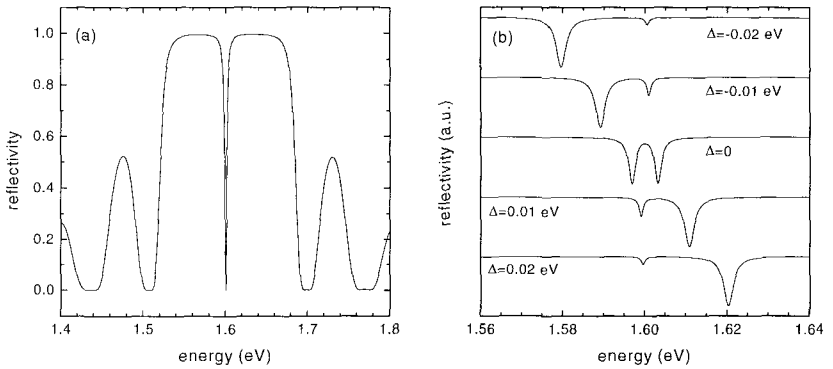 (a)
reflectivity
1.0
0.8
0.6
0.4
0.2
0.0
1.4
1.5
1.6
1.7
1.8
energy (eV)
(b)
reflectivity (a.u.)
Δ=-0.02 eV
Δ=-0.01 eV
Δ=0
Δ=0.01 eV
Δ=0.02 eV
1.56
1.58
1.60
1.62
1.64
energy (eV)